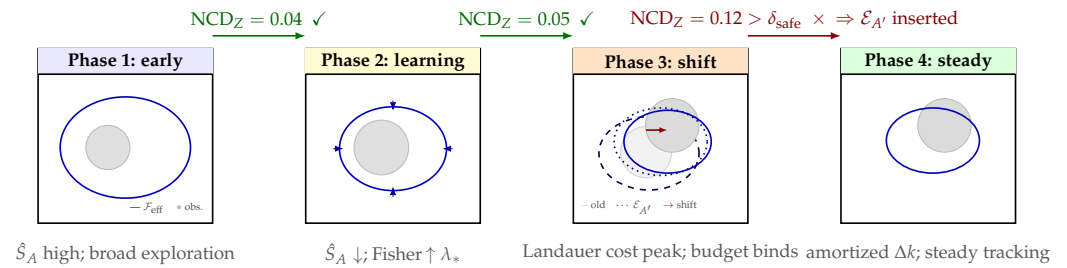 NCD_Z = 0.04 ✓
NCD_Z = 0.05 ✓
NCD_Z = 0.12 > δ_safe × ⇒ ℰ_A′ inserted
Phase 1: early
Phase 2: learning
Phase 3: shift
Phase 4: steady
— ℱ_eff ● obs.
– old ⋯ ℰ_A′ → shift
Ŝ_A high; broad exploration
Ŝ_A ↓; Fisher ↑ λ_*
Landauer cost peak; budget binds
amortized Δk; steady tracking